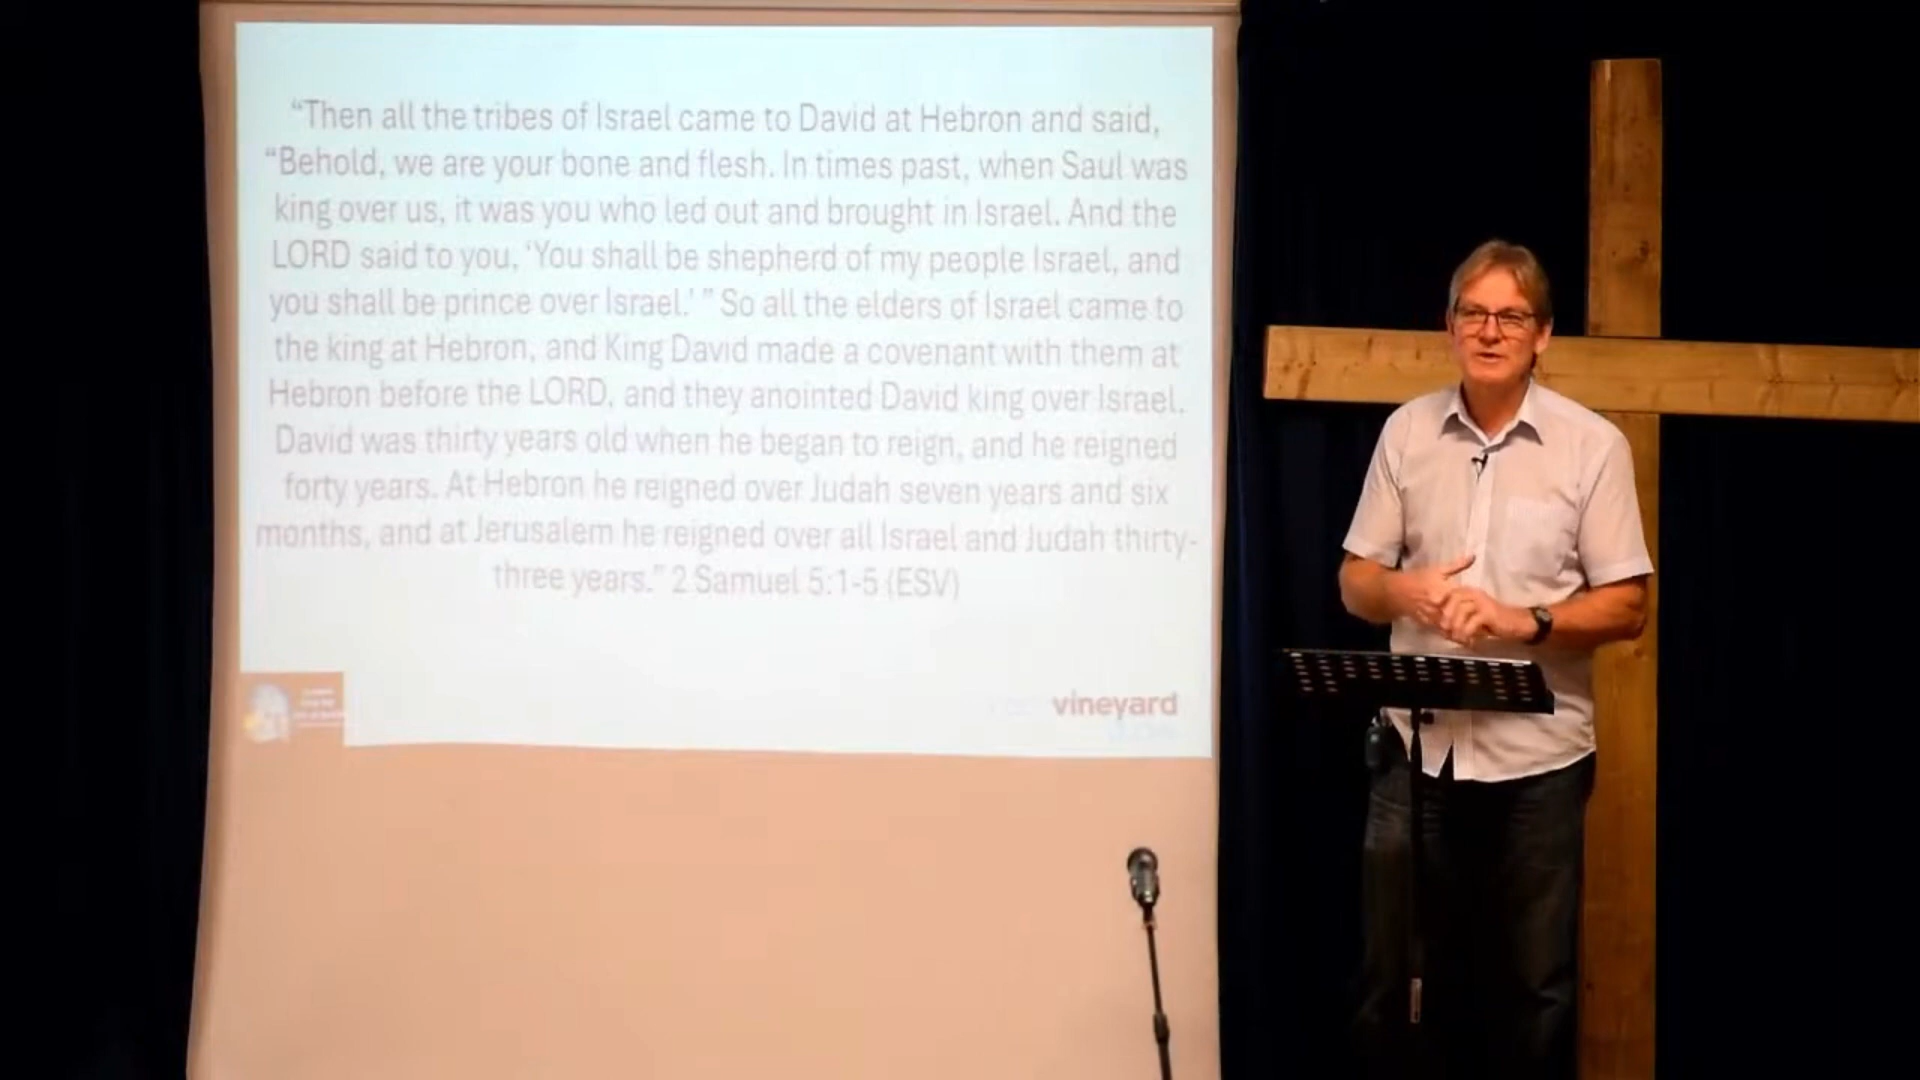 “Then all the tribes of Israel came to David at Hebron and said,
“Behold, we are your bone and flesh. In times past, when Saul was
king over us, it was you who led out and brought in Israel. And the
LORD said to you, ‘You shall be shepherd of my people Israel, and
you shall be prince over Israel.’ ” So all the elders of Israel came to
the king at Hebron, and King David made a covenant with them at
Hebron before the LORD, and they anointed David king over Israel.
David was thirty years old when he began to reign, and he reigned
forty years. At Hebron he reigned over Judah seven years and six
months, and at Jerusalem he reigned over all Israel and Judah thirty-
three years.” 2 Samuel 5:1-5 (ESV)
vineyard